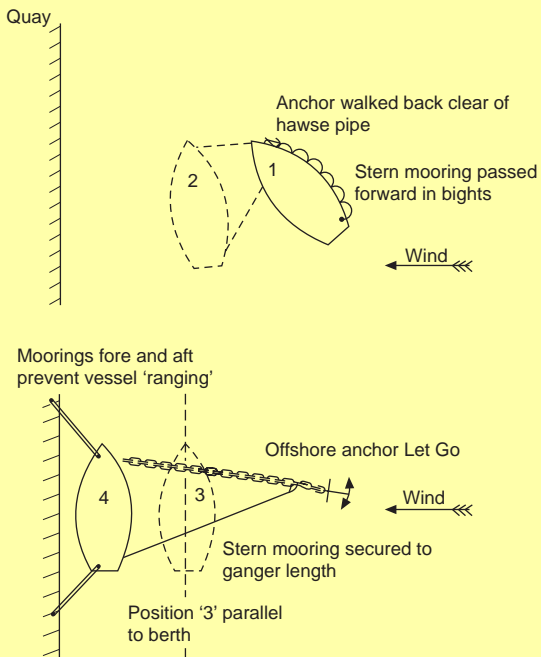 Quay
Anchor walked back clear of
hawse pipe
1
Stern mooring passed
forward in bights
2
Wind
Moorings fore and aft
prevent vessel 'ranging'
Offshore anchor Let Go
4
3
Wind
Stern mooring secured to
ganger length
Position '3' parallel
to berth